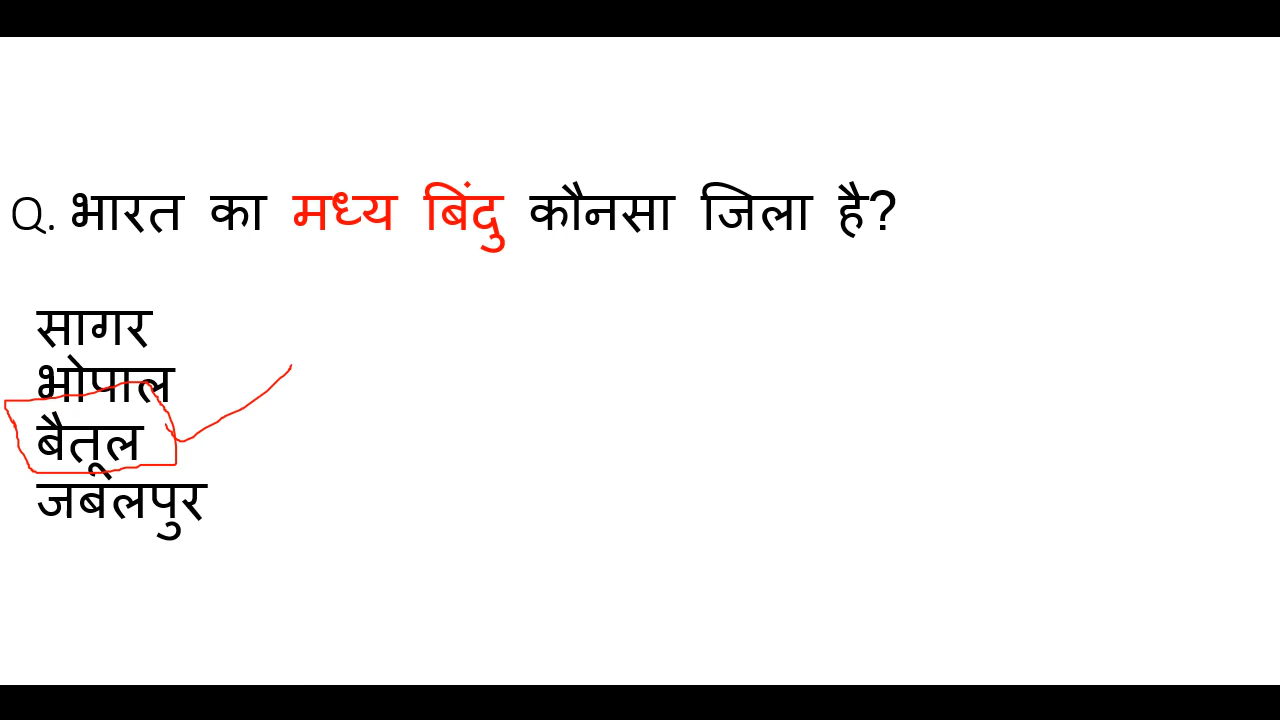 Q. भारत का मध्य बिंदु कौनसा जिला है?
सागर
भोपाल
बैतूल
जबलपुर